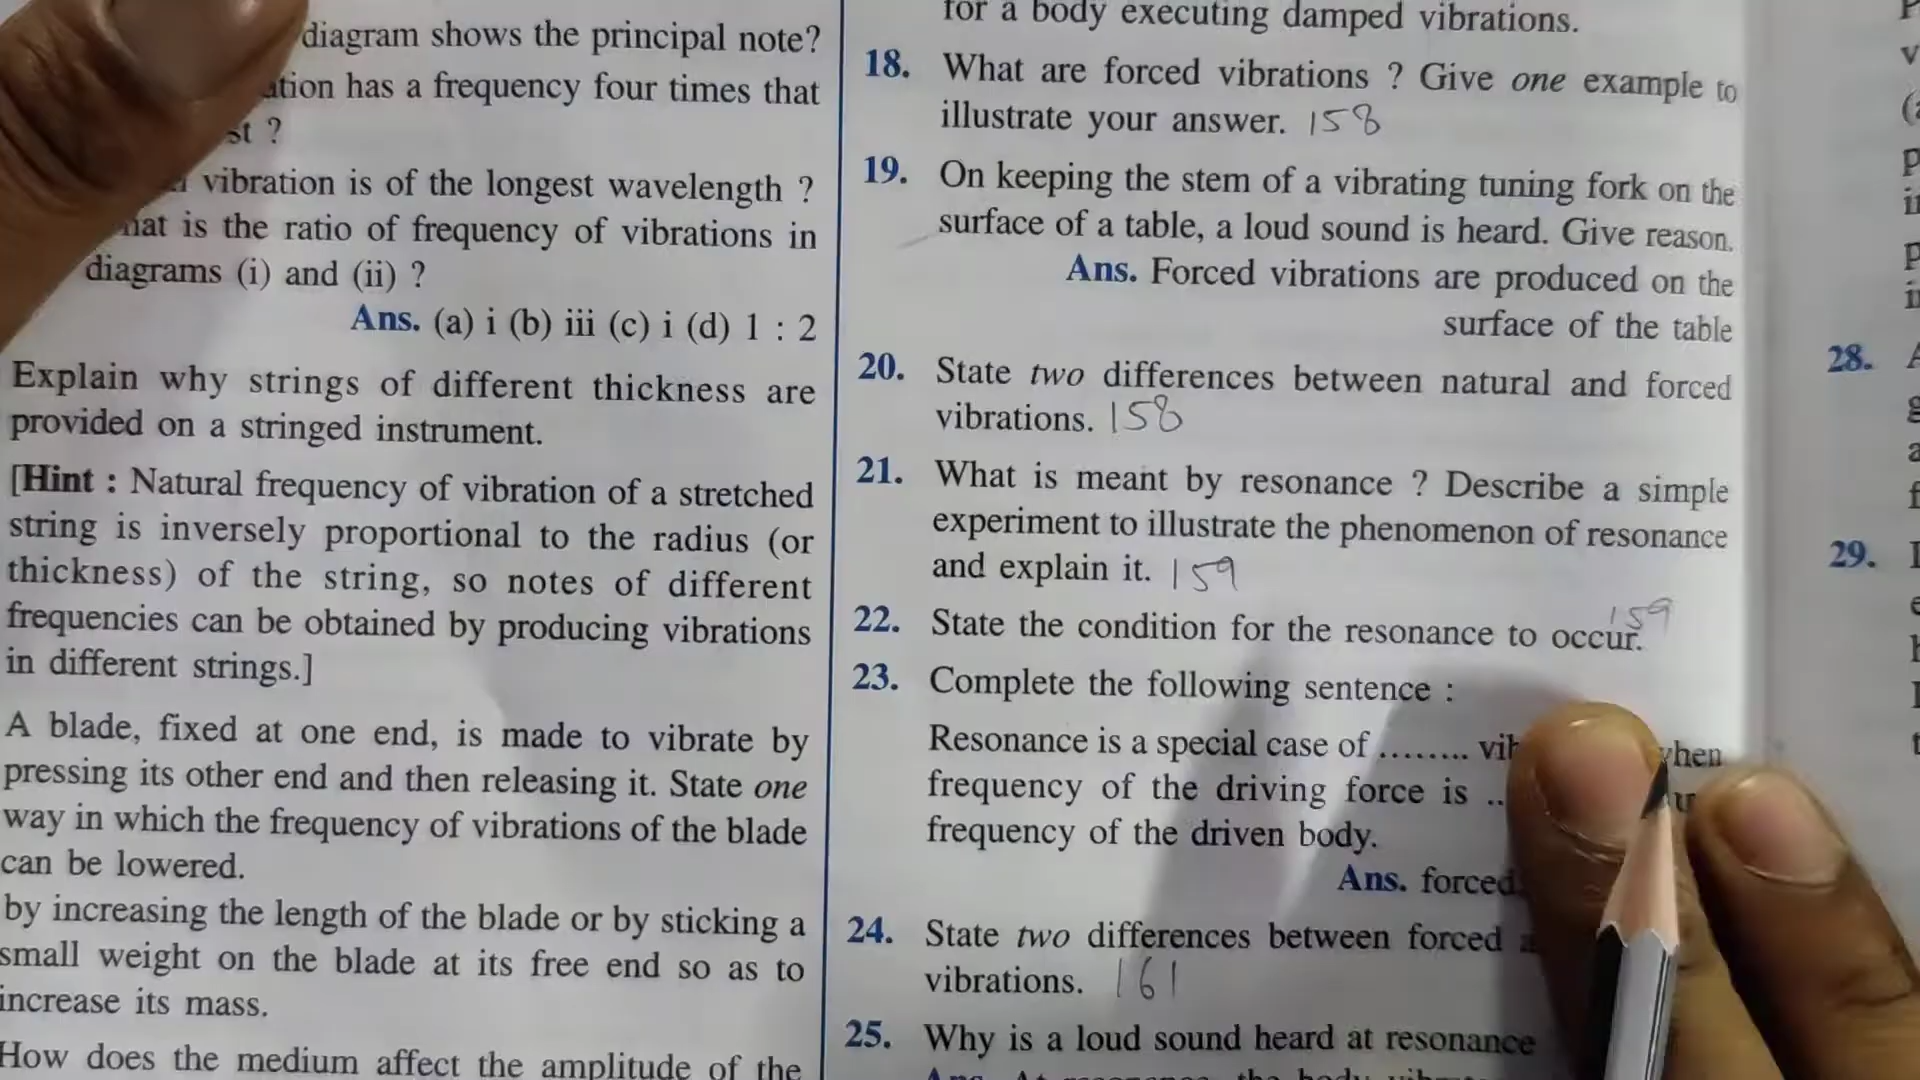 diagram shows the principal note?
has a frequency four times that
?
vibration is of the longest wavelength ?
is the ratio of frequency of vibrations in
diagrams (i) and (ii) ?
Ans. (a) i (b) iii (c) i (d) 1 : 2
Explain why strings of different thickness are
provided on a stringed instrument.
[Hint : Natural frequency of vibration of a stretched
string is inversely proportional to the radius (or
thickness) of the string, so notes of different
frequencies can be obtained by producing vibrations
in different strings.]
A blade, fixed at one end, is made to vibrate by
pressing its other end and then releasing it. State one
way in which the frequency of vibrations of the blade
can be lowered.
by increasing the length of the blade or by sticking a
small weight on the blade at its free end so as to
increase its mass.
How does the medium affect the amplitude of the
for a body executing damped vibrations.
18. What are forced vibrations ? Give one example to
illustrate your answer. 158
19. On keeping the stem of a vibrating tuning fork on the
surface of a table, a loud sound is heard. Give reason.
Ans. Forced vibrations are produced on the
surface of the table
20. State two differences between natural and forced
vibrations. 158
21. What is meant by resonance ? Describe a simple
experiment to illustrate the phenomenon of resonance
and explain it. 159
22. State the condition for the resonance to occur. 159
23. Complete the following sentence :
Resonance is a special case of ........ when
frequency of the driving force is ..
frequency of the driven body.
Ans. forced
24. State two differences between forced
vibrations. 161
25. Why is a loud sound heard at resonance
28.
29.